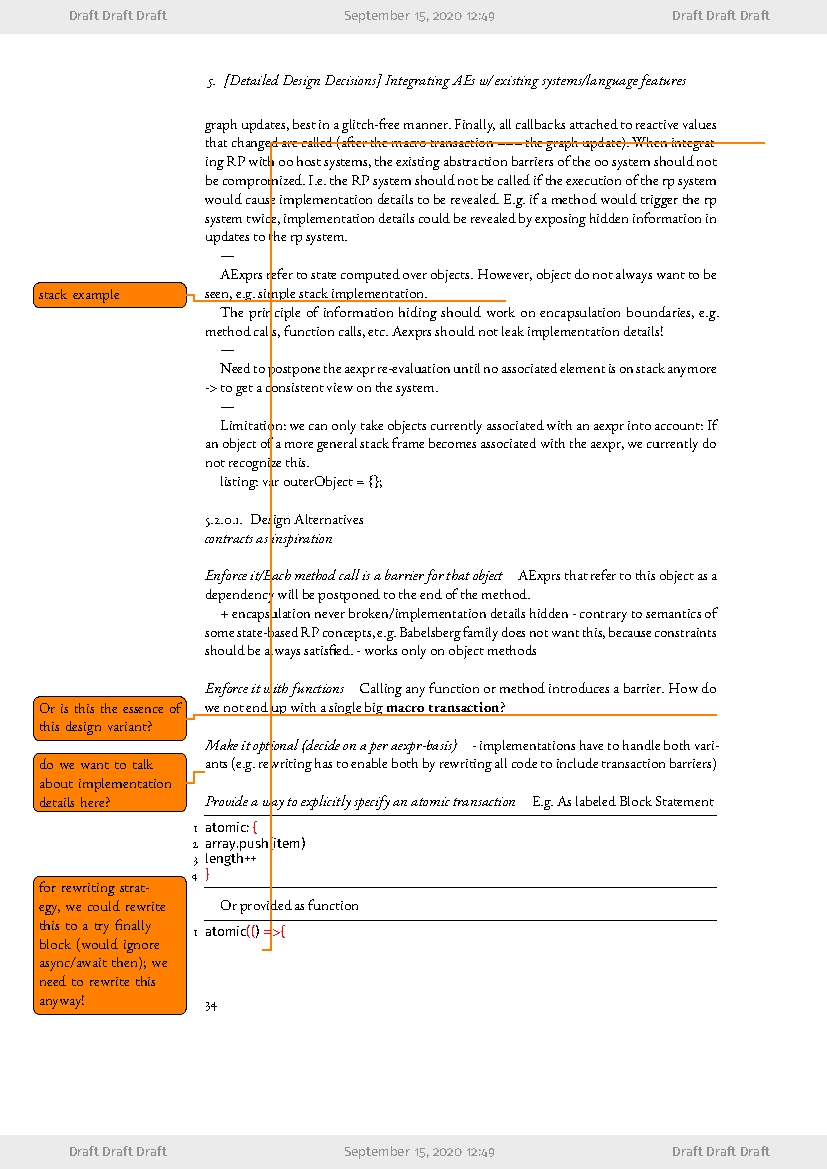 Draft Draft Draft September 15, 2020 12:49 Draft Draft Draft
5. [Detailed Design Decisions] Integrating AEs w/ existing systems/language features
graph updates, best in a glitch-free manner. Finally, all callbacks attached to reactive values
that changed are called (after the macro transaction === the graph update). When integrat
ing RP with oo host systems, the existing abstraction barriers of the oo system should not
be compromized. I.e. the RP system should not be called if the execution of the rp system
would cause implementation details to be revealed. E.g. if a method would trigger the rp
system twice, implementation details could be revealed by exposing hidden information in
updates to the rp system.
—
AExprs refer to state computed over objects. However, object do not always want to be
seen, e.g. simple stack implementation.
stack example
The principle of information hiding should work on encapsulation boundaries, e.g.
method calls, function calls, etc. Aexprs should not leak implementation details!
—
Need to postpone the aexpr re-evaluation until no associated element is on stack anymore
-> to get a consistent view on the system.
—
Limitation: we can only take objects currently associated with an aexpr into account: If
an object of a more general stack frame becomes associated with the aexpr, we currently do
not recognize this.
listing: var outerObject = {};
5.2.0.1. Design Alternatives
contracts as inspiration
Enforce it/Each method call is a barrier for that object AExprs that refer to this object as a
dependency will be postponed to the end of the method.
+ encapsulation never broken/implementation details hidden - contrary to semantics of
some state-based RP concepts, e.g. Babelsberg family does not want this, because constraints
should be always satisfied. - works only on object methods
Enforce it with functions Calling any function or method introduces a barrier. How do
we not end up with a single big macro transaction?
Or is this the essence of
this design variant?
Make it optional (decide on a per aexpr-basis) - implementations have to handle both vari-
ants (e.g. rewriting has to enable both by rewriting all code to include transaction barriers)
do we want to talk
about implementation
details here?
Provide a way to explicitly specify an atomic transaction E.g. As labeled Block Statement
1 atomic: {
2 array.push(item)
3 length++
4 }
for rewriting strat-
egy, we could rewrite
this to a try finally
block (would ignore
async/await then); we
need to rewrite this
anyway!
Or provided as function
1 atomic(() =>{
34
Draft Draft Draft September 15, 2020 12:49 Draft Draft Draft